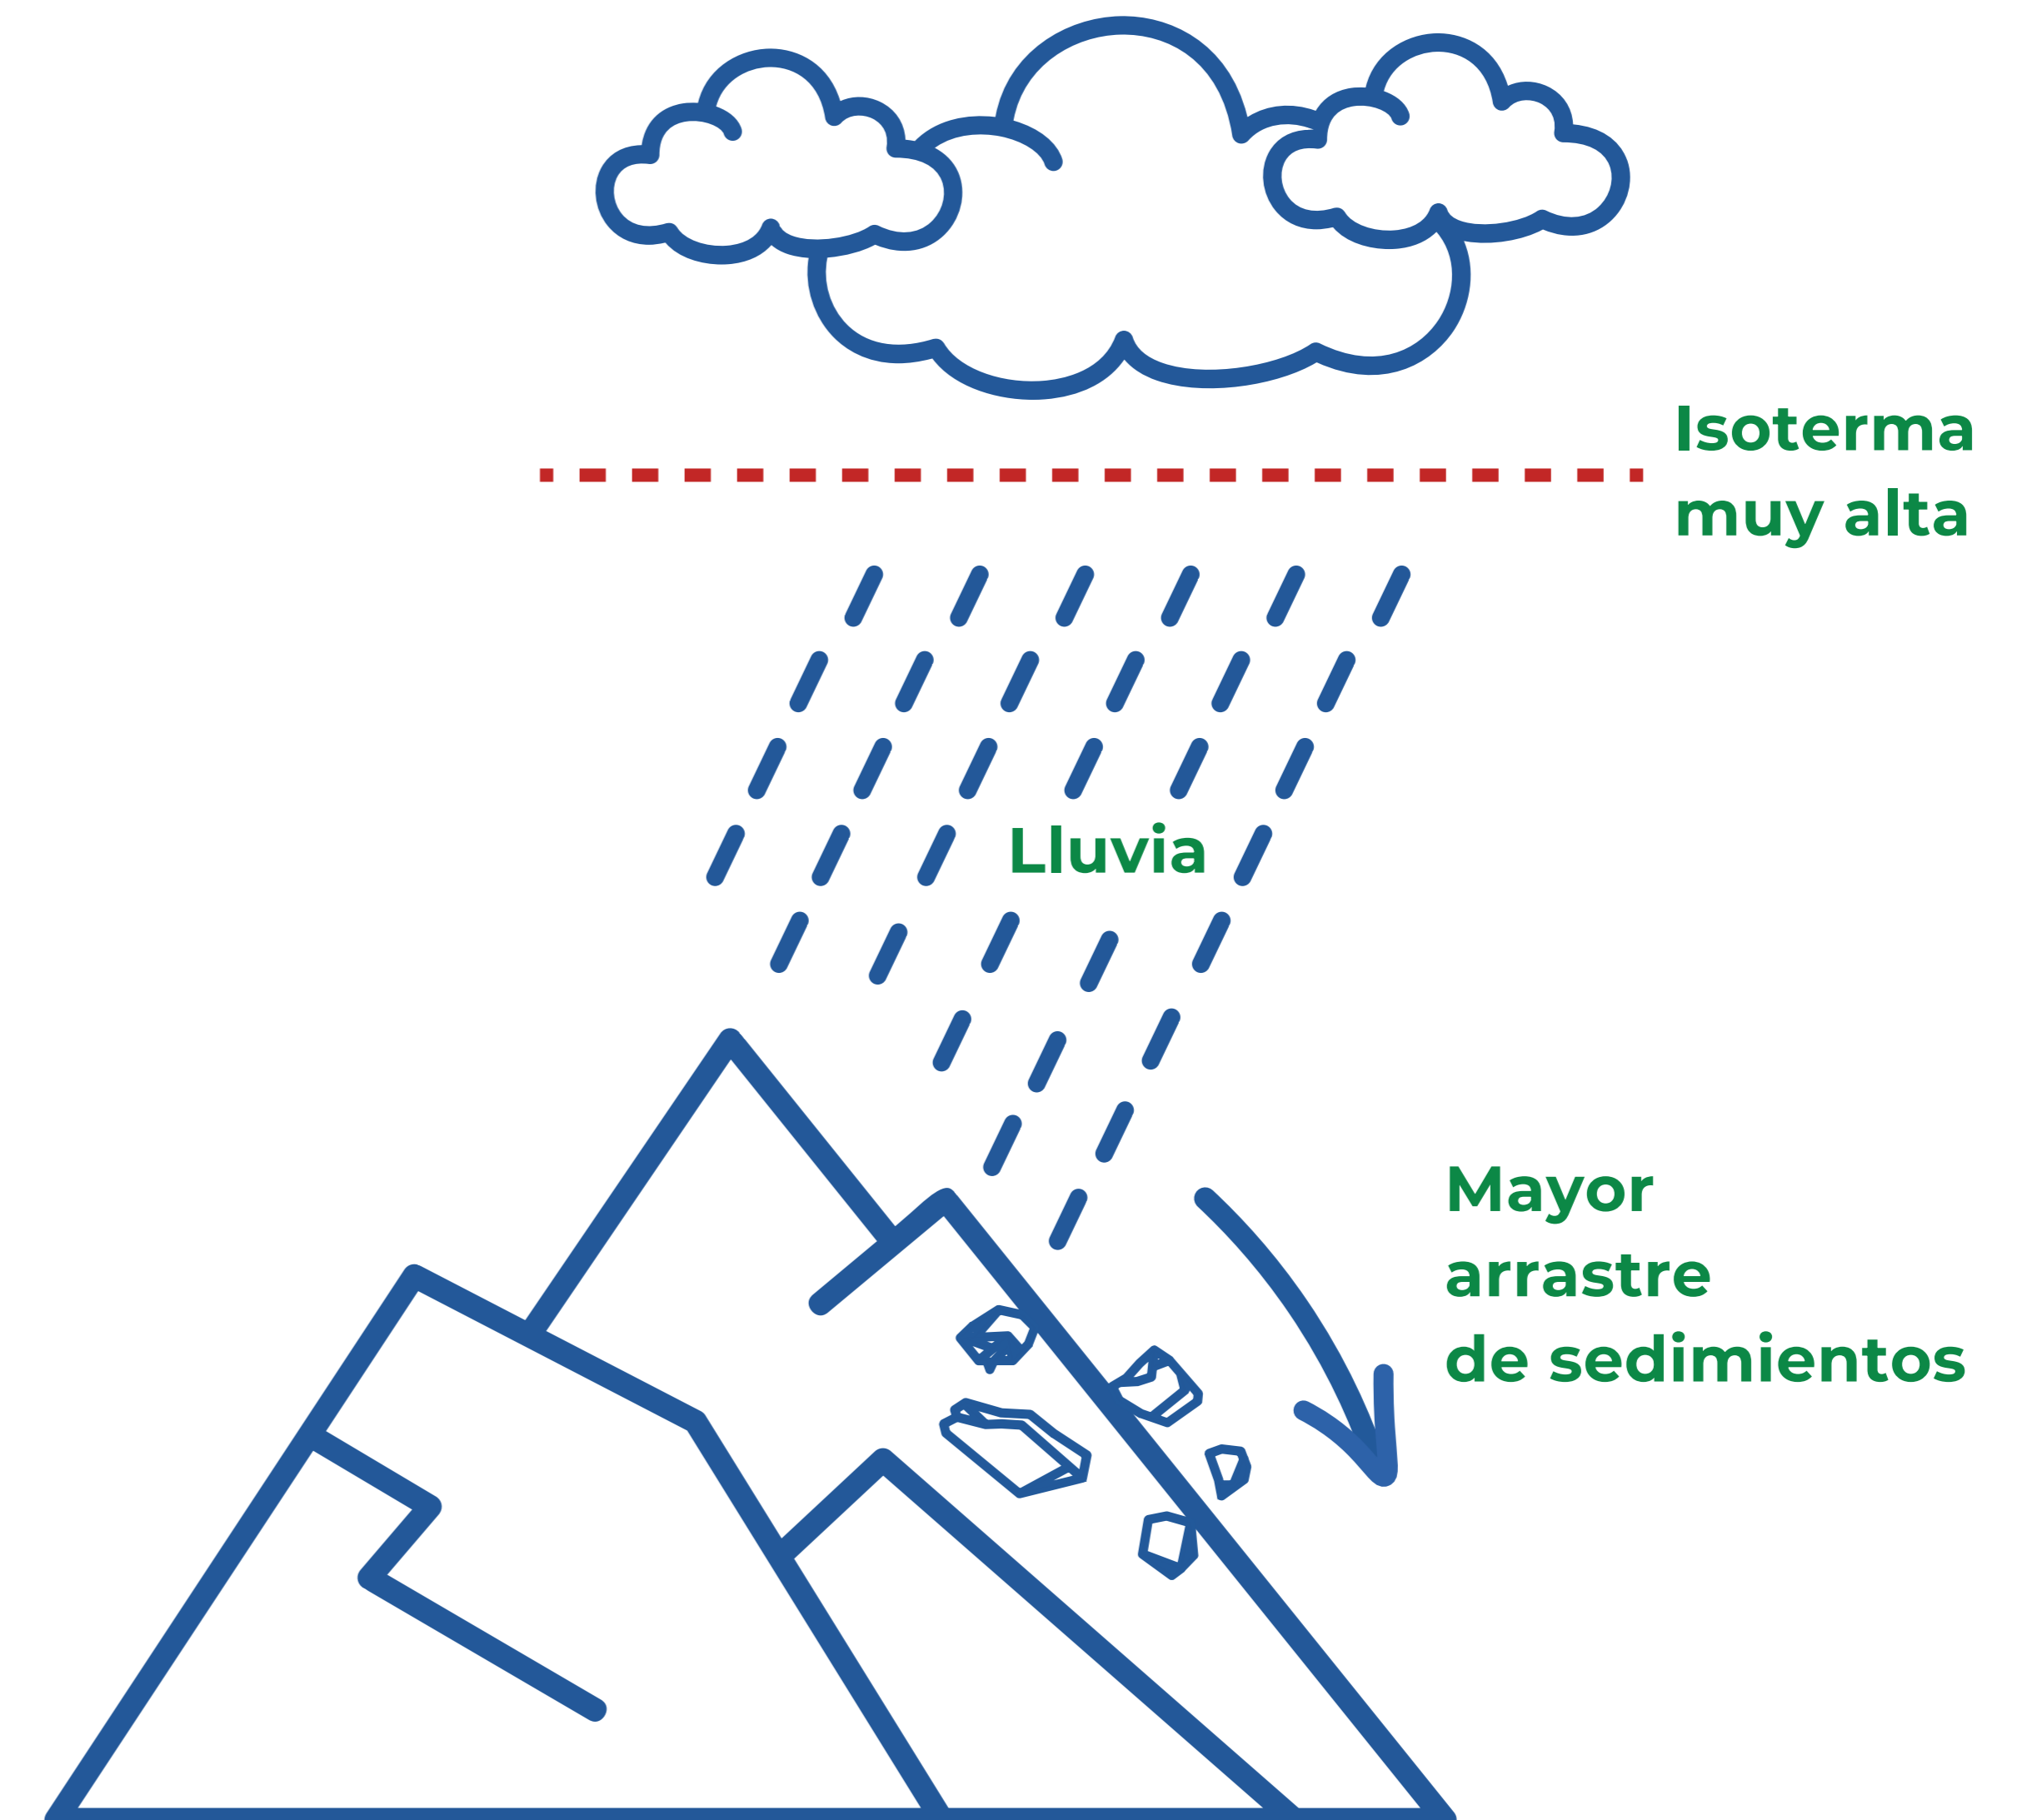 Isoterma
muy alta
Lluvia
Mayor
arrastre
de sedimientos